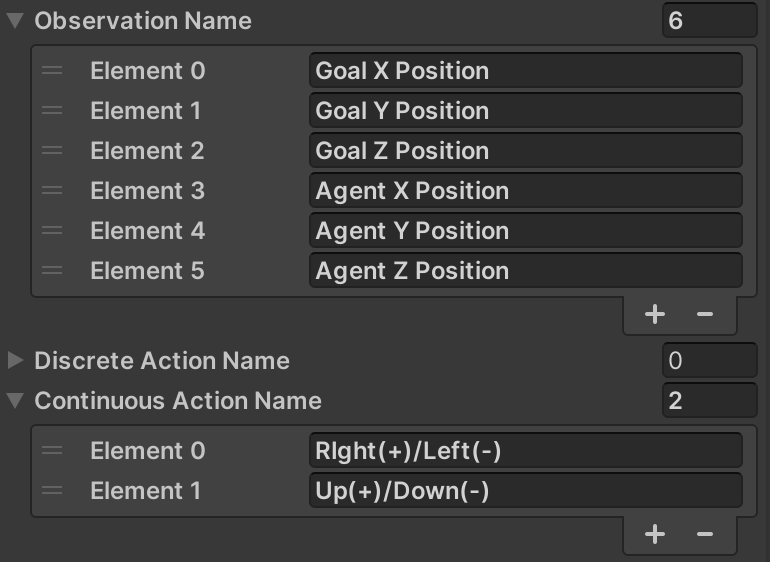 Observation Name 6
Element 0 Goal X Position
Element 1 Goal Y Position
Element 2 Goal Z Position
Element 3 Agent X Position
Element 4 Agent Y Position
Element 5 Agent Z Position
+ −
Discrete Action Name 0
Continuous Action Name 2
Element 0 RIght(+)/Left(-)
Element 1 Up(+)/Down(-)
+ −